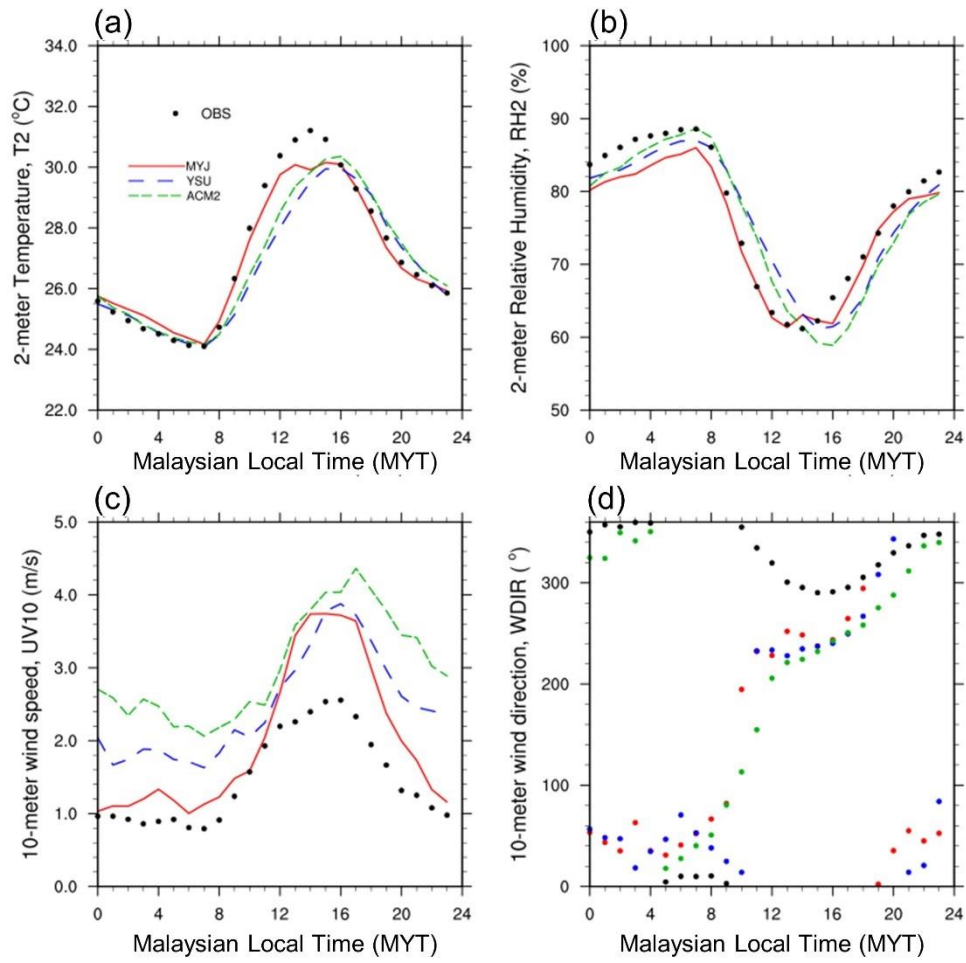 (a)
2-meter Temperature, T2 (°C)
34.0
32.0
30.0
28.0
26.0
24.0
22.0
OBS
MYJ
YSU
ACM2
0 4 8 12 16 20 24
Malaysian Local Time (MYT)
(b)
2-meter Relative Humidity, RH2 (%)
100
90
80
70
60
50
0 4 8 12 16 20 24
Malaysian Local Time (MYT)
(c)
10-meter wind speed, UV10 (m/s)
5.0
4.0
3.0
2.0
1.0
0.0
0 4 8 12 16 20 24
Malaysian Local Time (MYT)
(d)
10-meter wind direction, WDIR ( °)
300
200
100
0
0 4 8 12 16 20 24
Malaysian Local Time (MYT)